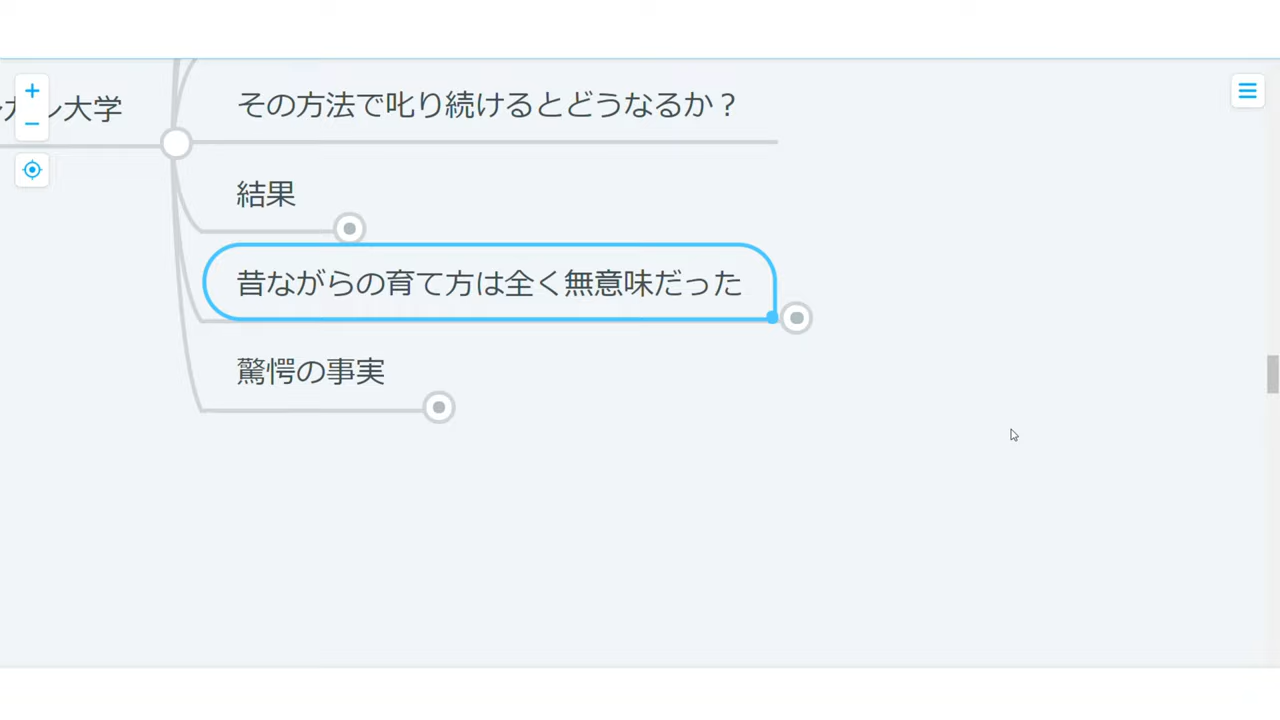 大学
その方法で叱り続けるとどうなるか？
結果
昔ながらの育て方は全く無意味だった
驚愕の事実